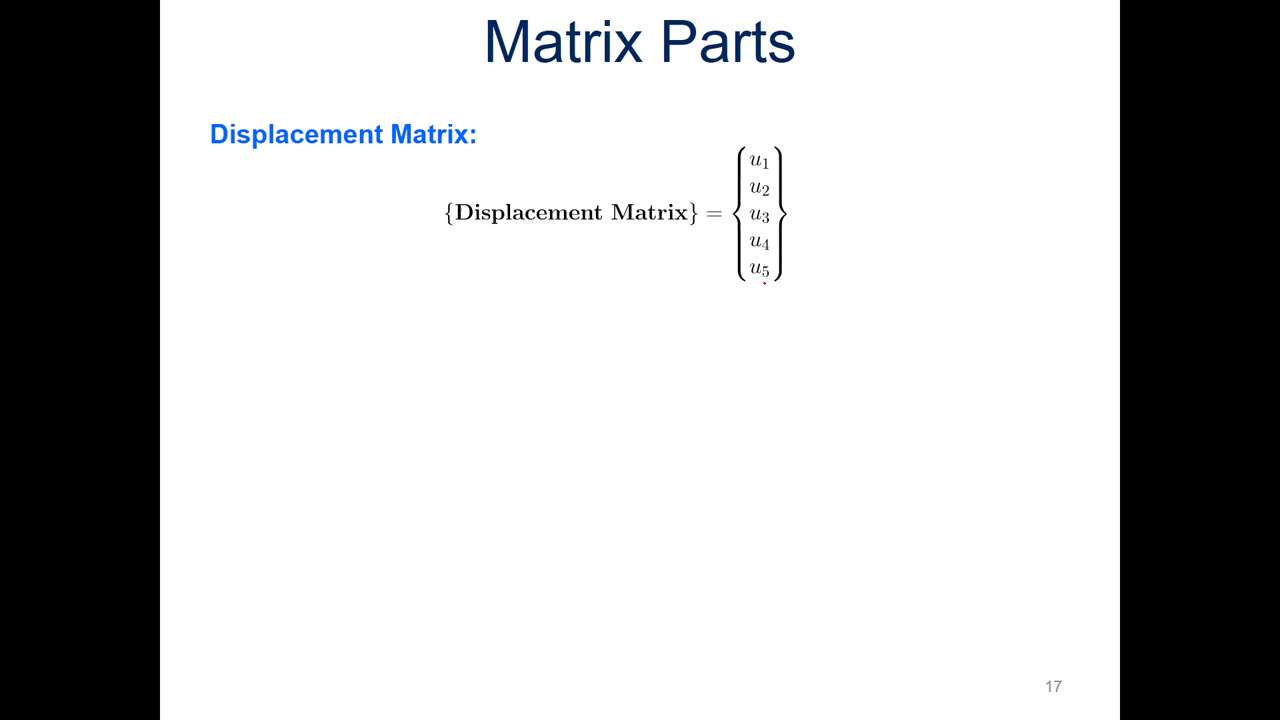 Matrix Parts
Displacement Matrix:
{Displacement Matrix} = { u₁
u₂
u₃
u₄
u₅ }
17